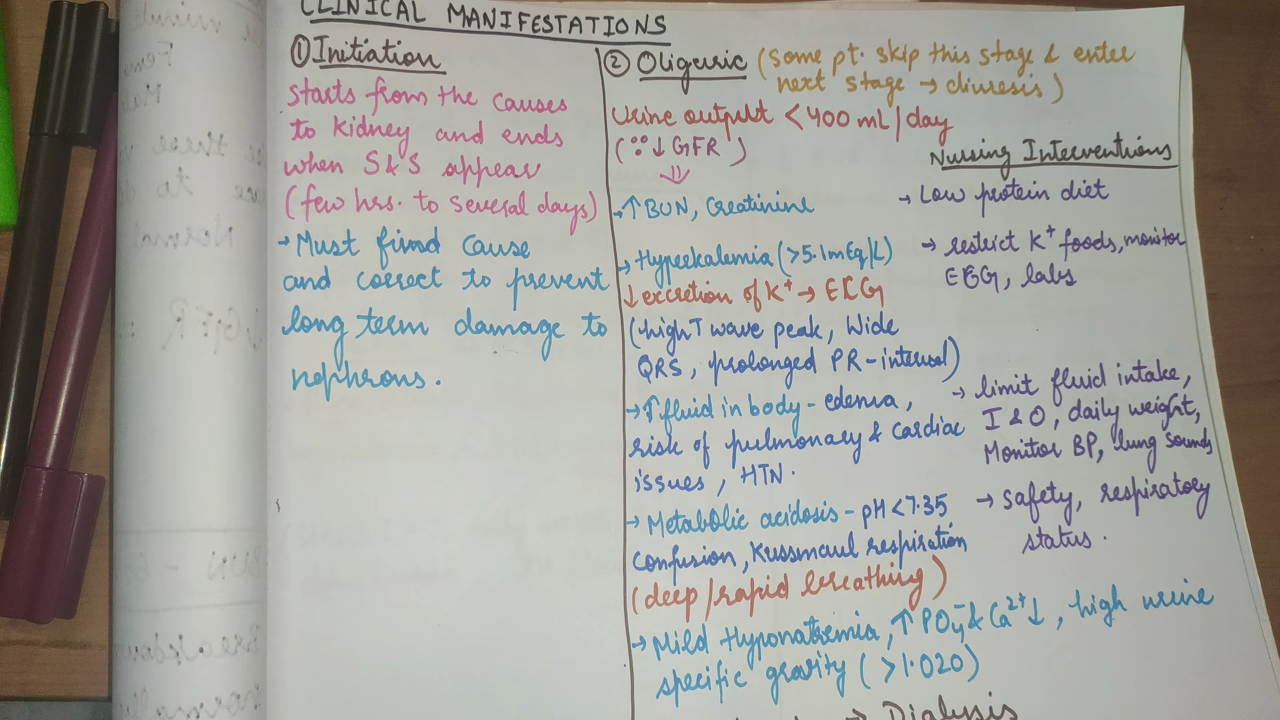 CLINICAL MANIFESTATIONS
① Initiation
Starts from the causes
to kidney and ends
when S&S appear
(few hrs. to several days)
→ Must find cause
and correct to prevent
long term damage to
nephrons.
② Oliguric (Some pt. skip this stage & enter
next stage → diuresis)
Urine output < 400 mL/day
(∵ ↓ GFR)
⇓
→ ↑ BUN, Creatinine
→ Hyperkalemia (>5.1mEq/L)
↓ excretion of K⁺ → ECG
(high T wave peak, Wide
QRS, prolonged PR-interval)
→ ↑ fluid in body - edema,
risk of pulmonary & cardiac
issues, HTN.
→ Metabolic acidosis - pH < 7.35
confusion, Kussmaul respiration
(deep/rapid breathing)
→ Mild Hyponatremia, ↑ PO₄⁻ & Ca²⁺ ↓, high urine
specific gravity (>1.020)
→ Dialysis
Nursing Interventions
→ Low protein diet
→ restrict K⁺ foods, monitor
EEG, labs
→ limit fluid intake,
I & O, daily weight,
Monitor BP, lung sounds
→ safety, respiratory
status.